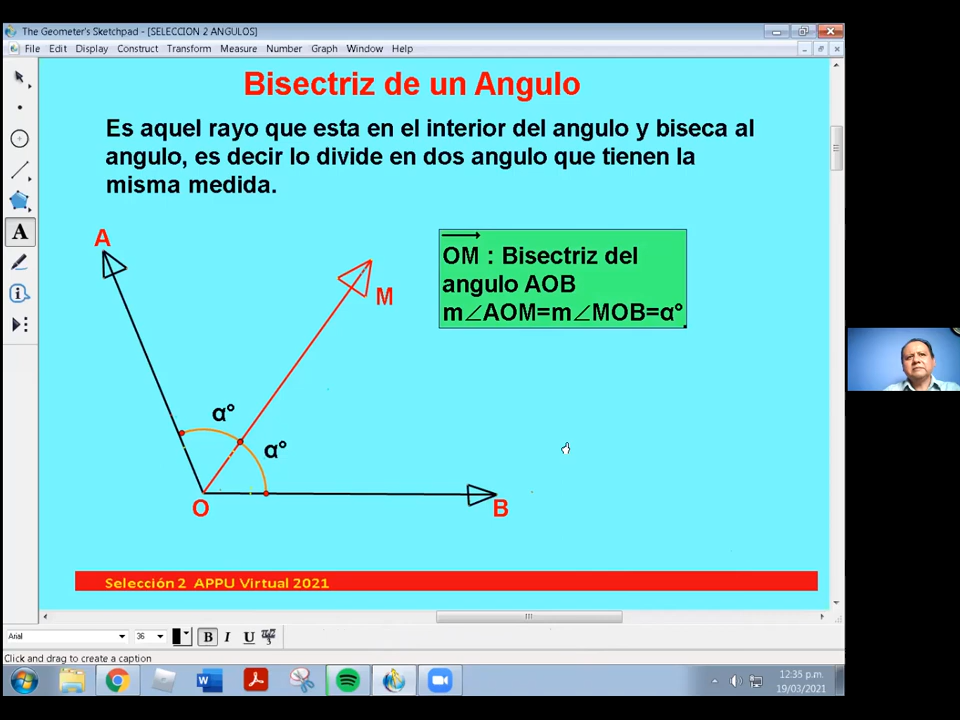 The Geometer's Sketchpad - [SELECCION 2 ANGULOS]
File Edit Display Construct Transform Measure Number Graph Window Help
Bisectriz de un Angulo
Es aquel rayo que esta en el interior del angulo y biseca al
angulo, es decir lo divide en dos angulo que tienen la
misma medida.
A
M
OM : Bisectriz del
angulo AOB
m∠AOM=m∠MOB=α°
α°
α°
O
B
Selección 2 APPU Virtual 2021
Arial 36 B I U
Click and drag to create a caption
12:35 p.m.
19/03/2021